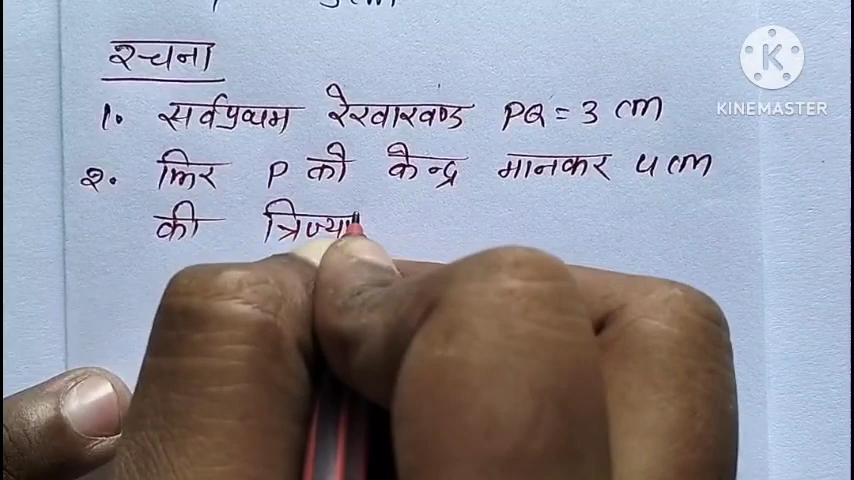 रचना
1. सर्वप्रथम रेखाखण्ड PQ = 3 cm
2. फिर P को केन्द्र मानकर 4 cm
की त्रिज्या
KINEMASTER